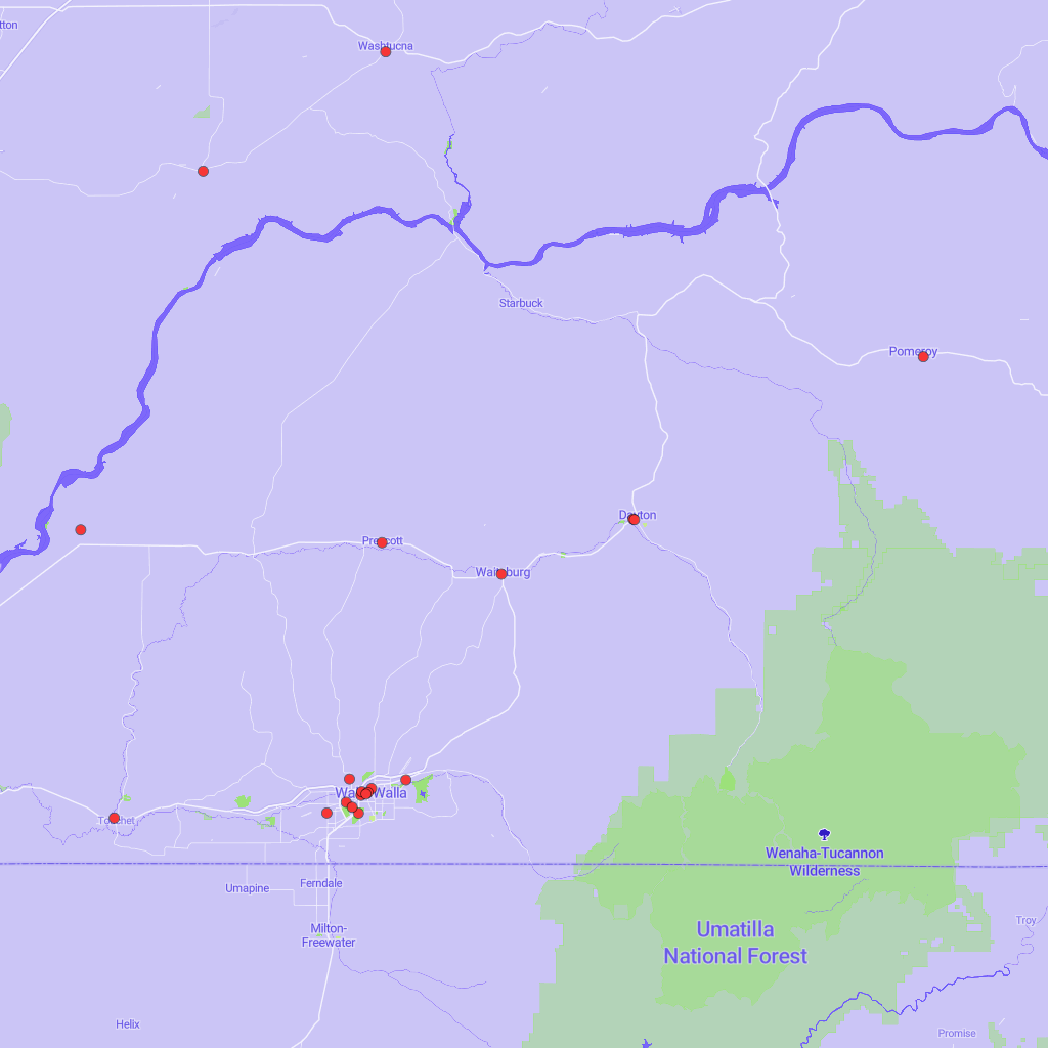 tton
Washtucna
Starbuck
Pomeroy
Dayton
Prescott
Waitsburg
Walla Walla
Touchet
Wenaha-Tucannon
Wilderness
Umapine
Ferndale
Milton-
Freewater
Umatilla
National Forest
Troy
Helix
Promise